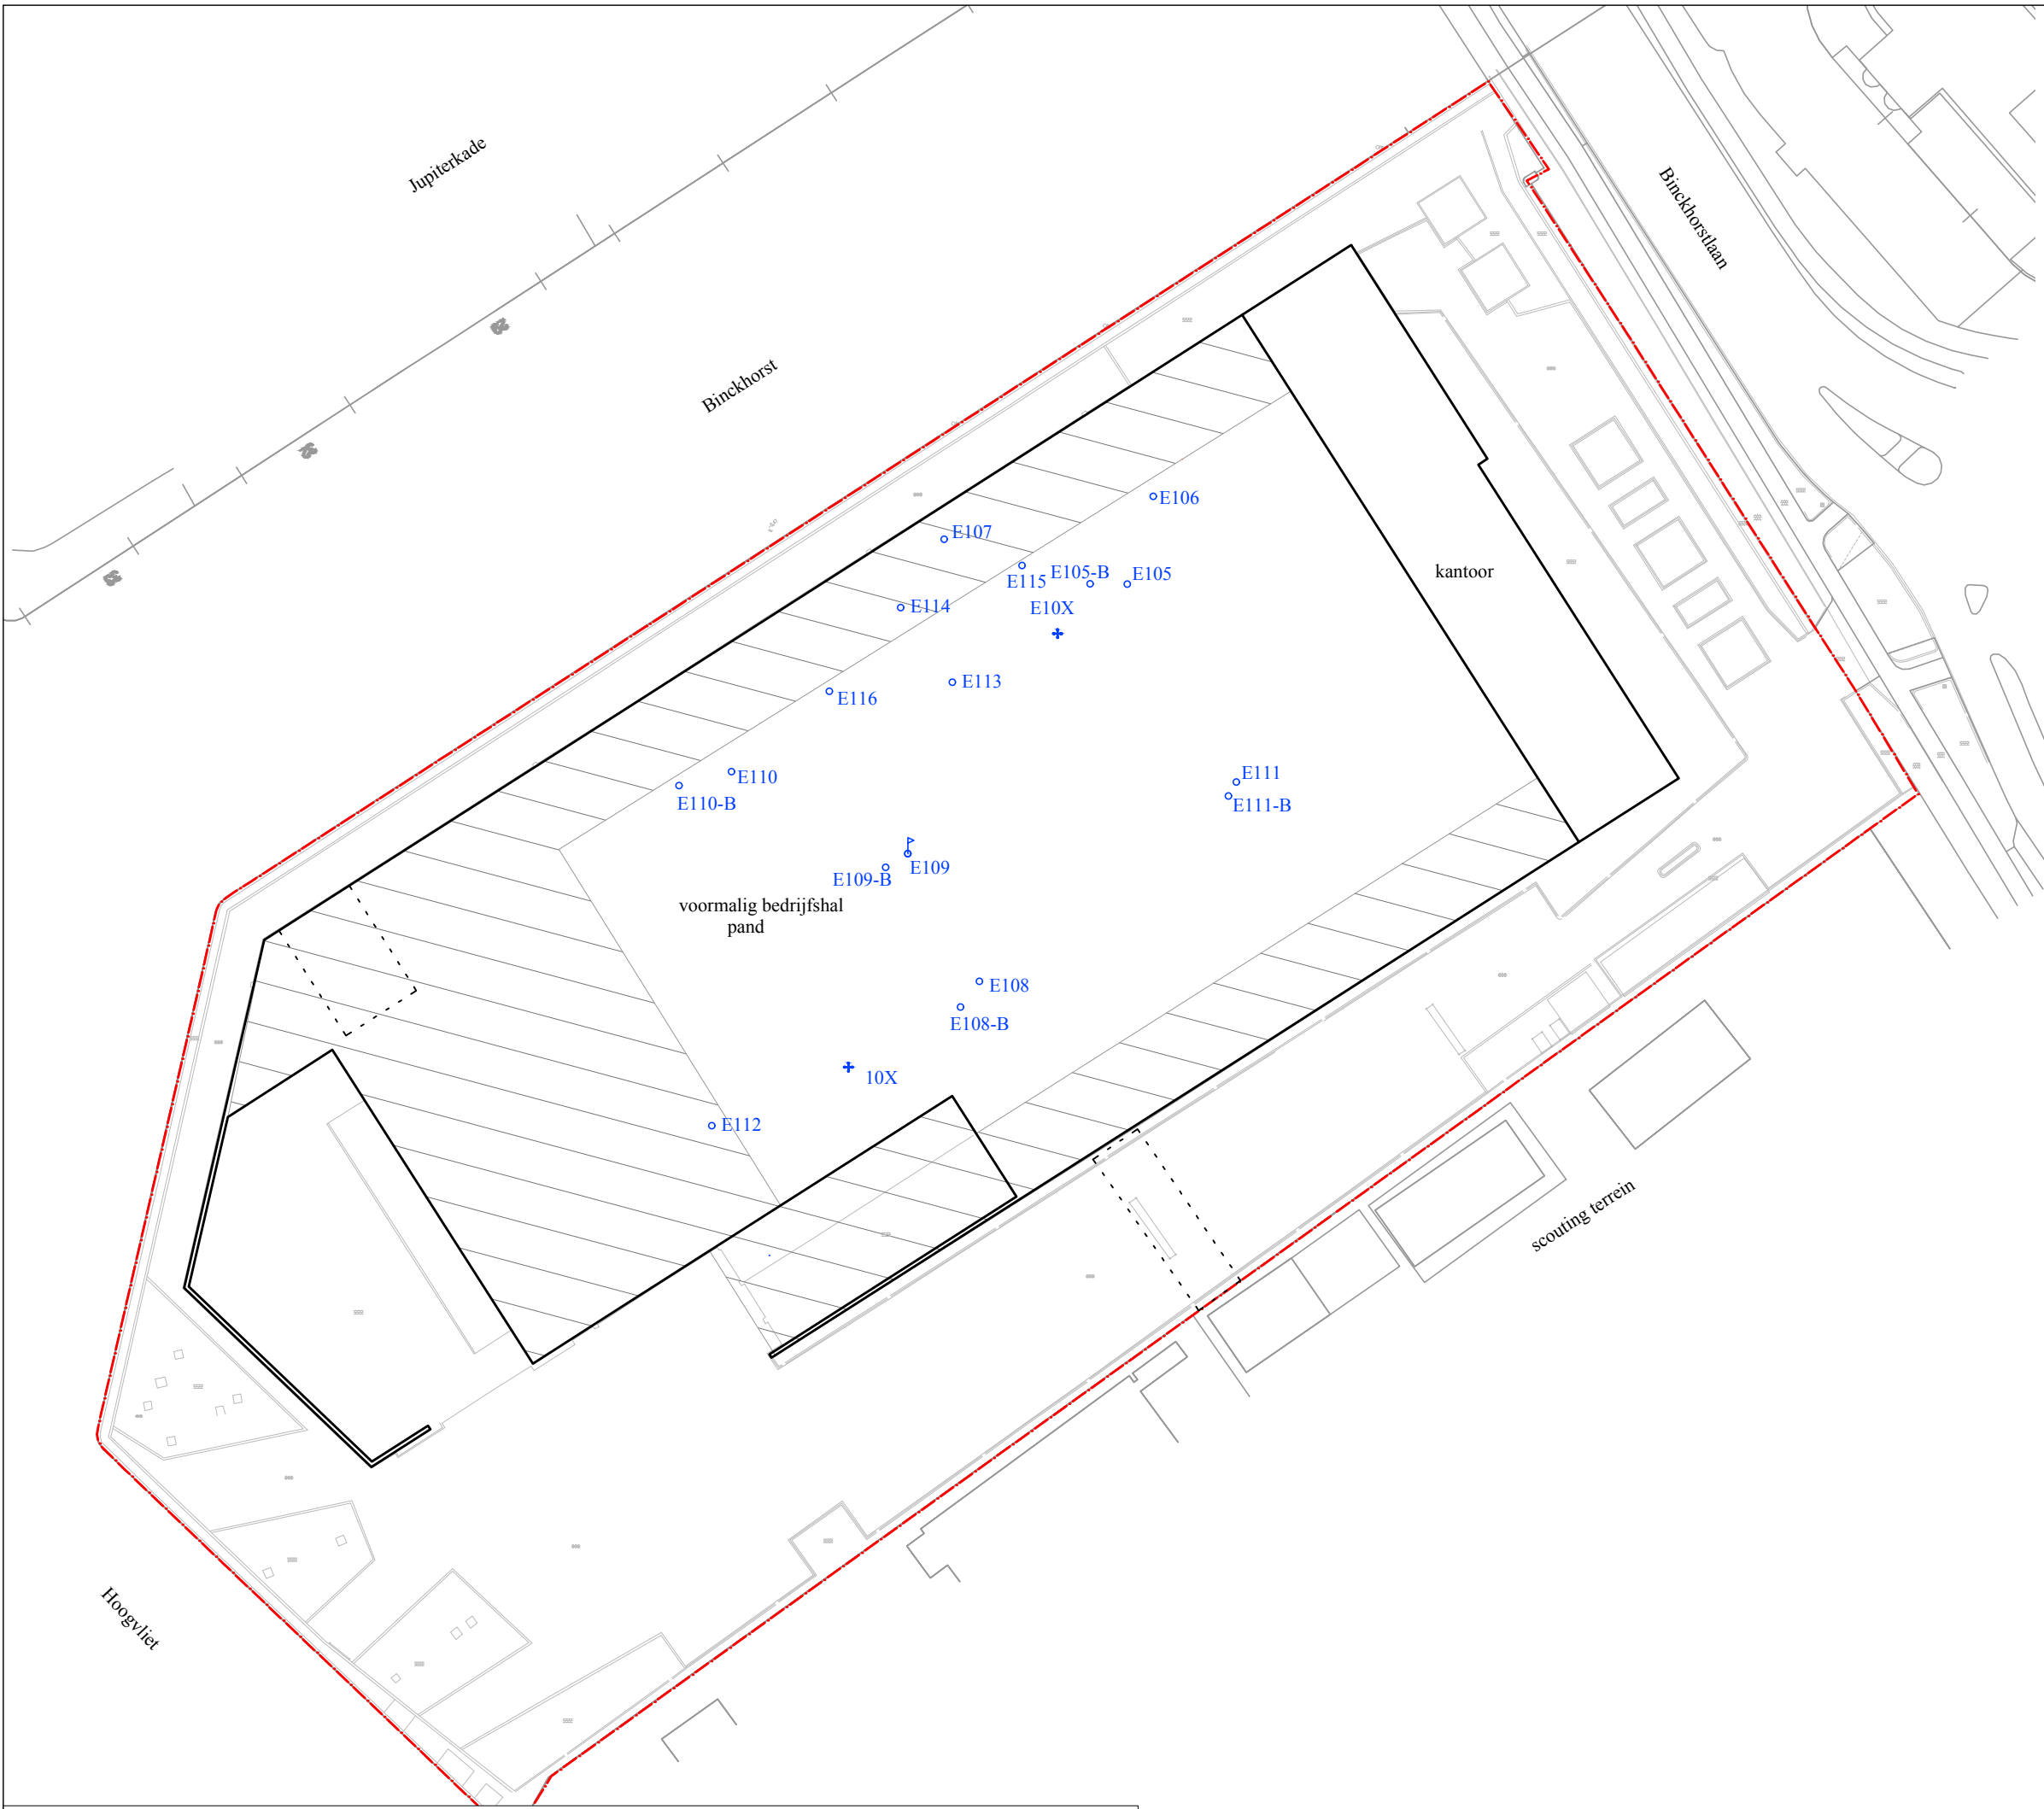 Jupiterkade
Binckhorstlaan
Binckhorst
E106
E107
E115
E105-B
E105
kantoor
E114
E10X
E113
E116
E110
E110-B
E111
E111-B
E109
E109-B
voormalig bedrijfshal
pand
E108
E108-B
10X
E112
scouting terrein
Hoogvliet